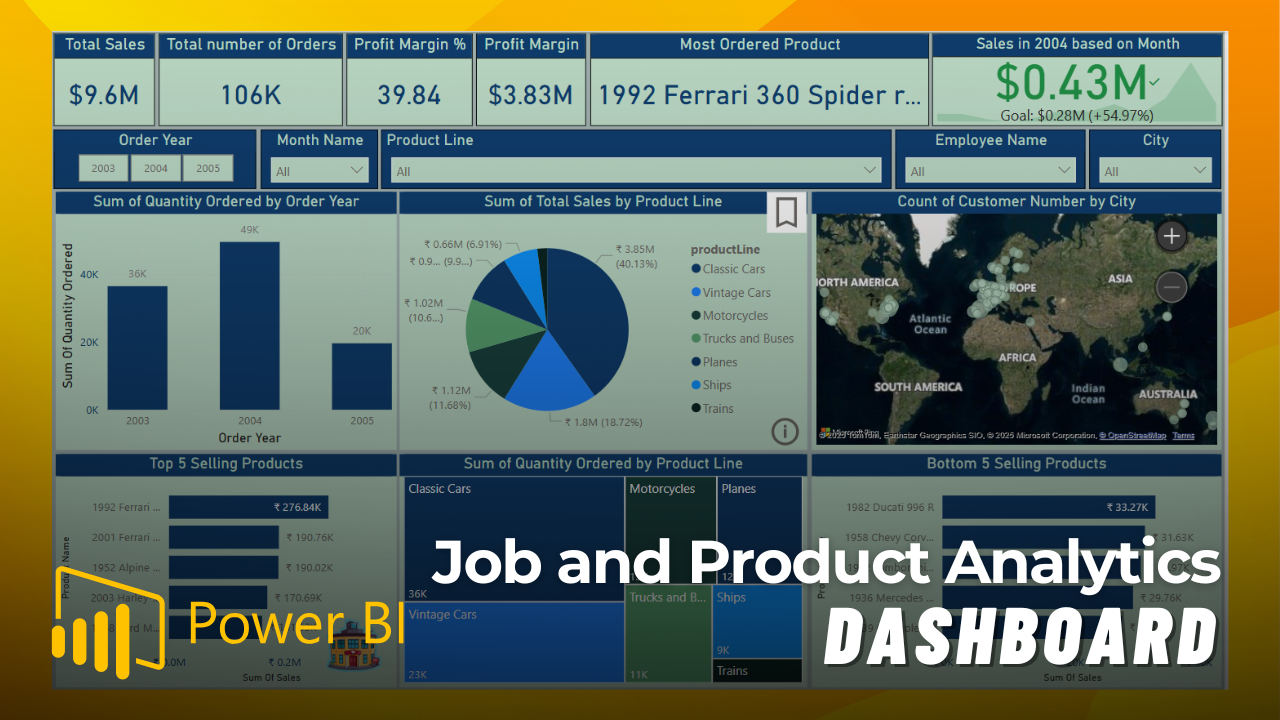 Total Sales
$9.6M
Total number of Orders
106K
Profit Margin %
39.84
Profit Margin
$3.83M
Most Ordered Product
1992 Ferrari 360 Spider r...
Sales in 2004 based on Month
$0.43M
Goal: $0.28M (+54.97%)
Order Year
2003
2004
2005
Month Name
All
Product Line
All
Employee Name
All
City
All
Sum of Quantity Ordered by Order Year
Sum Of Quantity Ordered
40K
20K
0K
36K
49K
20K
2003
2004
2005
Order Year
Sum of Total Sales by Product Line
₹ 0.66M (6.91%)
₹ 0.9... (9.9...)
₹ 1.02M
(10.6...)
₹ 1.12M
(11.68%)
₹ 1.8M (18.72%)
₹ 3.85M
(40.13%)
productLine
Classic Cars
Vintage Cars
Motorcycles
Trucks and Buses
Planes
Ships
Trains
Count of Customer Number by City
NORTH AMERICA
ROPE
ASIA
Atlantic
Ocean
AFRICA
SOUTH AMERICA
Indian
Ocean
AUSTRALIA
Microsoft Bing
© 2025 TomTom, Earthstar Geographics SIO, © 2025 Microsoft Corporation, © OpenStreetMap Terms
Top 5 Selling Products
1992 Ferrari ...
₹ 276.84K
2001 Ferrari ...
₹ 190.76K
1952 Alpine ...
₹ 190.02K
2003 Harley...
₹ 170.69K
0.0M
₹ 0.2M
Sum Of Sales
Sum of Quantity Ordered by Product Line
Classic Cars
36K
Vintage Cars
23K
Motorcycles
Planes
Trucks and B...
11K
Ships
9K
Trains
Bottom 5 Selling Products
1982 Ducati 996 R
₹ 33.27K
1958 Chevy Corv...
₹ 31.63K
1936 Mercedes ...
₹ 29.76K
Sum Of Sales
Job and Product Analytics
DASHBOARD
Power BI